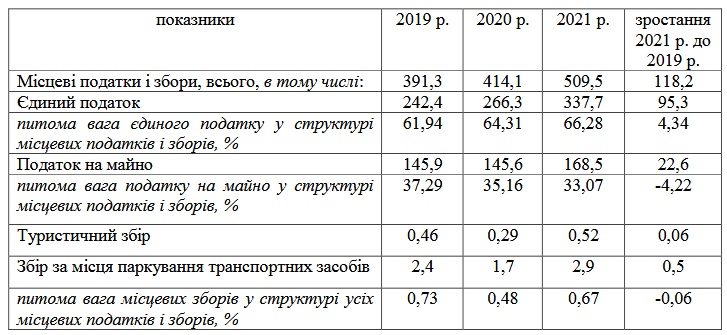 показники 2019 р. 2020 р. 2021 р. зростання
2021 р. до
2019 р.
Місцеві податки і збори, всього, в тому числі: 391,3 414,1 509,5 118,2
Єдиний податок 242,4 266,3 337,7 95,3
питома вага єдиного податку у структурі 61,94 64,31 66,28 4,34
місцевих податків і зборів, %
Податок на майно 145,9 145,6 168,5 22,6
питома вага податку на майно у структурі 37,29 35,16 33,07 -4,22
місцевих податків і зборів, %
Туристичний збір 0,46 0,29 0,52 0,06
Збір за місця паркування транспортних засобів 2,4 1,7 2,9 0,5
питома вага місцевих зборів у структурі усіх 0,73 0,48 0,67 -0,06
місцевих податків і зборів, %